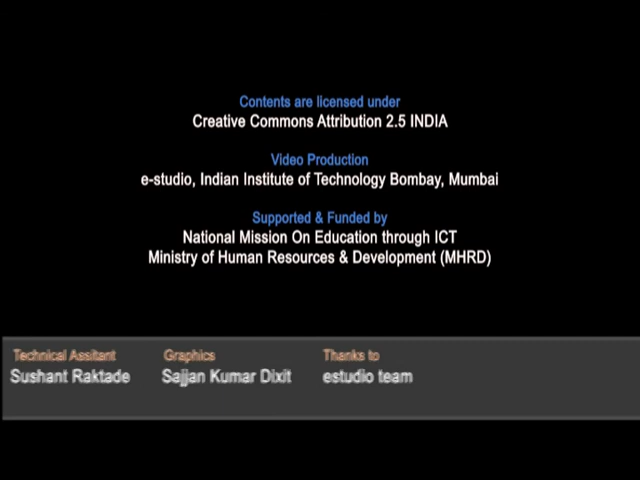 Contents are licensed under
Creative Commons Attribution 2.5 INDIA
Video Production
e-studio, Indian Institute of Technology Bombay, Mumbai
Supported & Funded by
National Mission On Education through ICT
Ministry of Human Resources & Development (MHRD)
Technical Assitant
Sushant Raktade
Graphics
Sajjan Kumar Dixit
Thanks to
estudio team